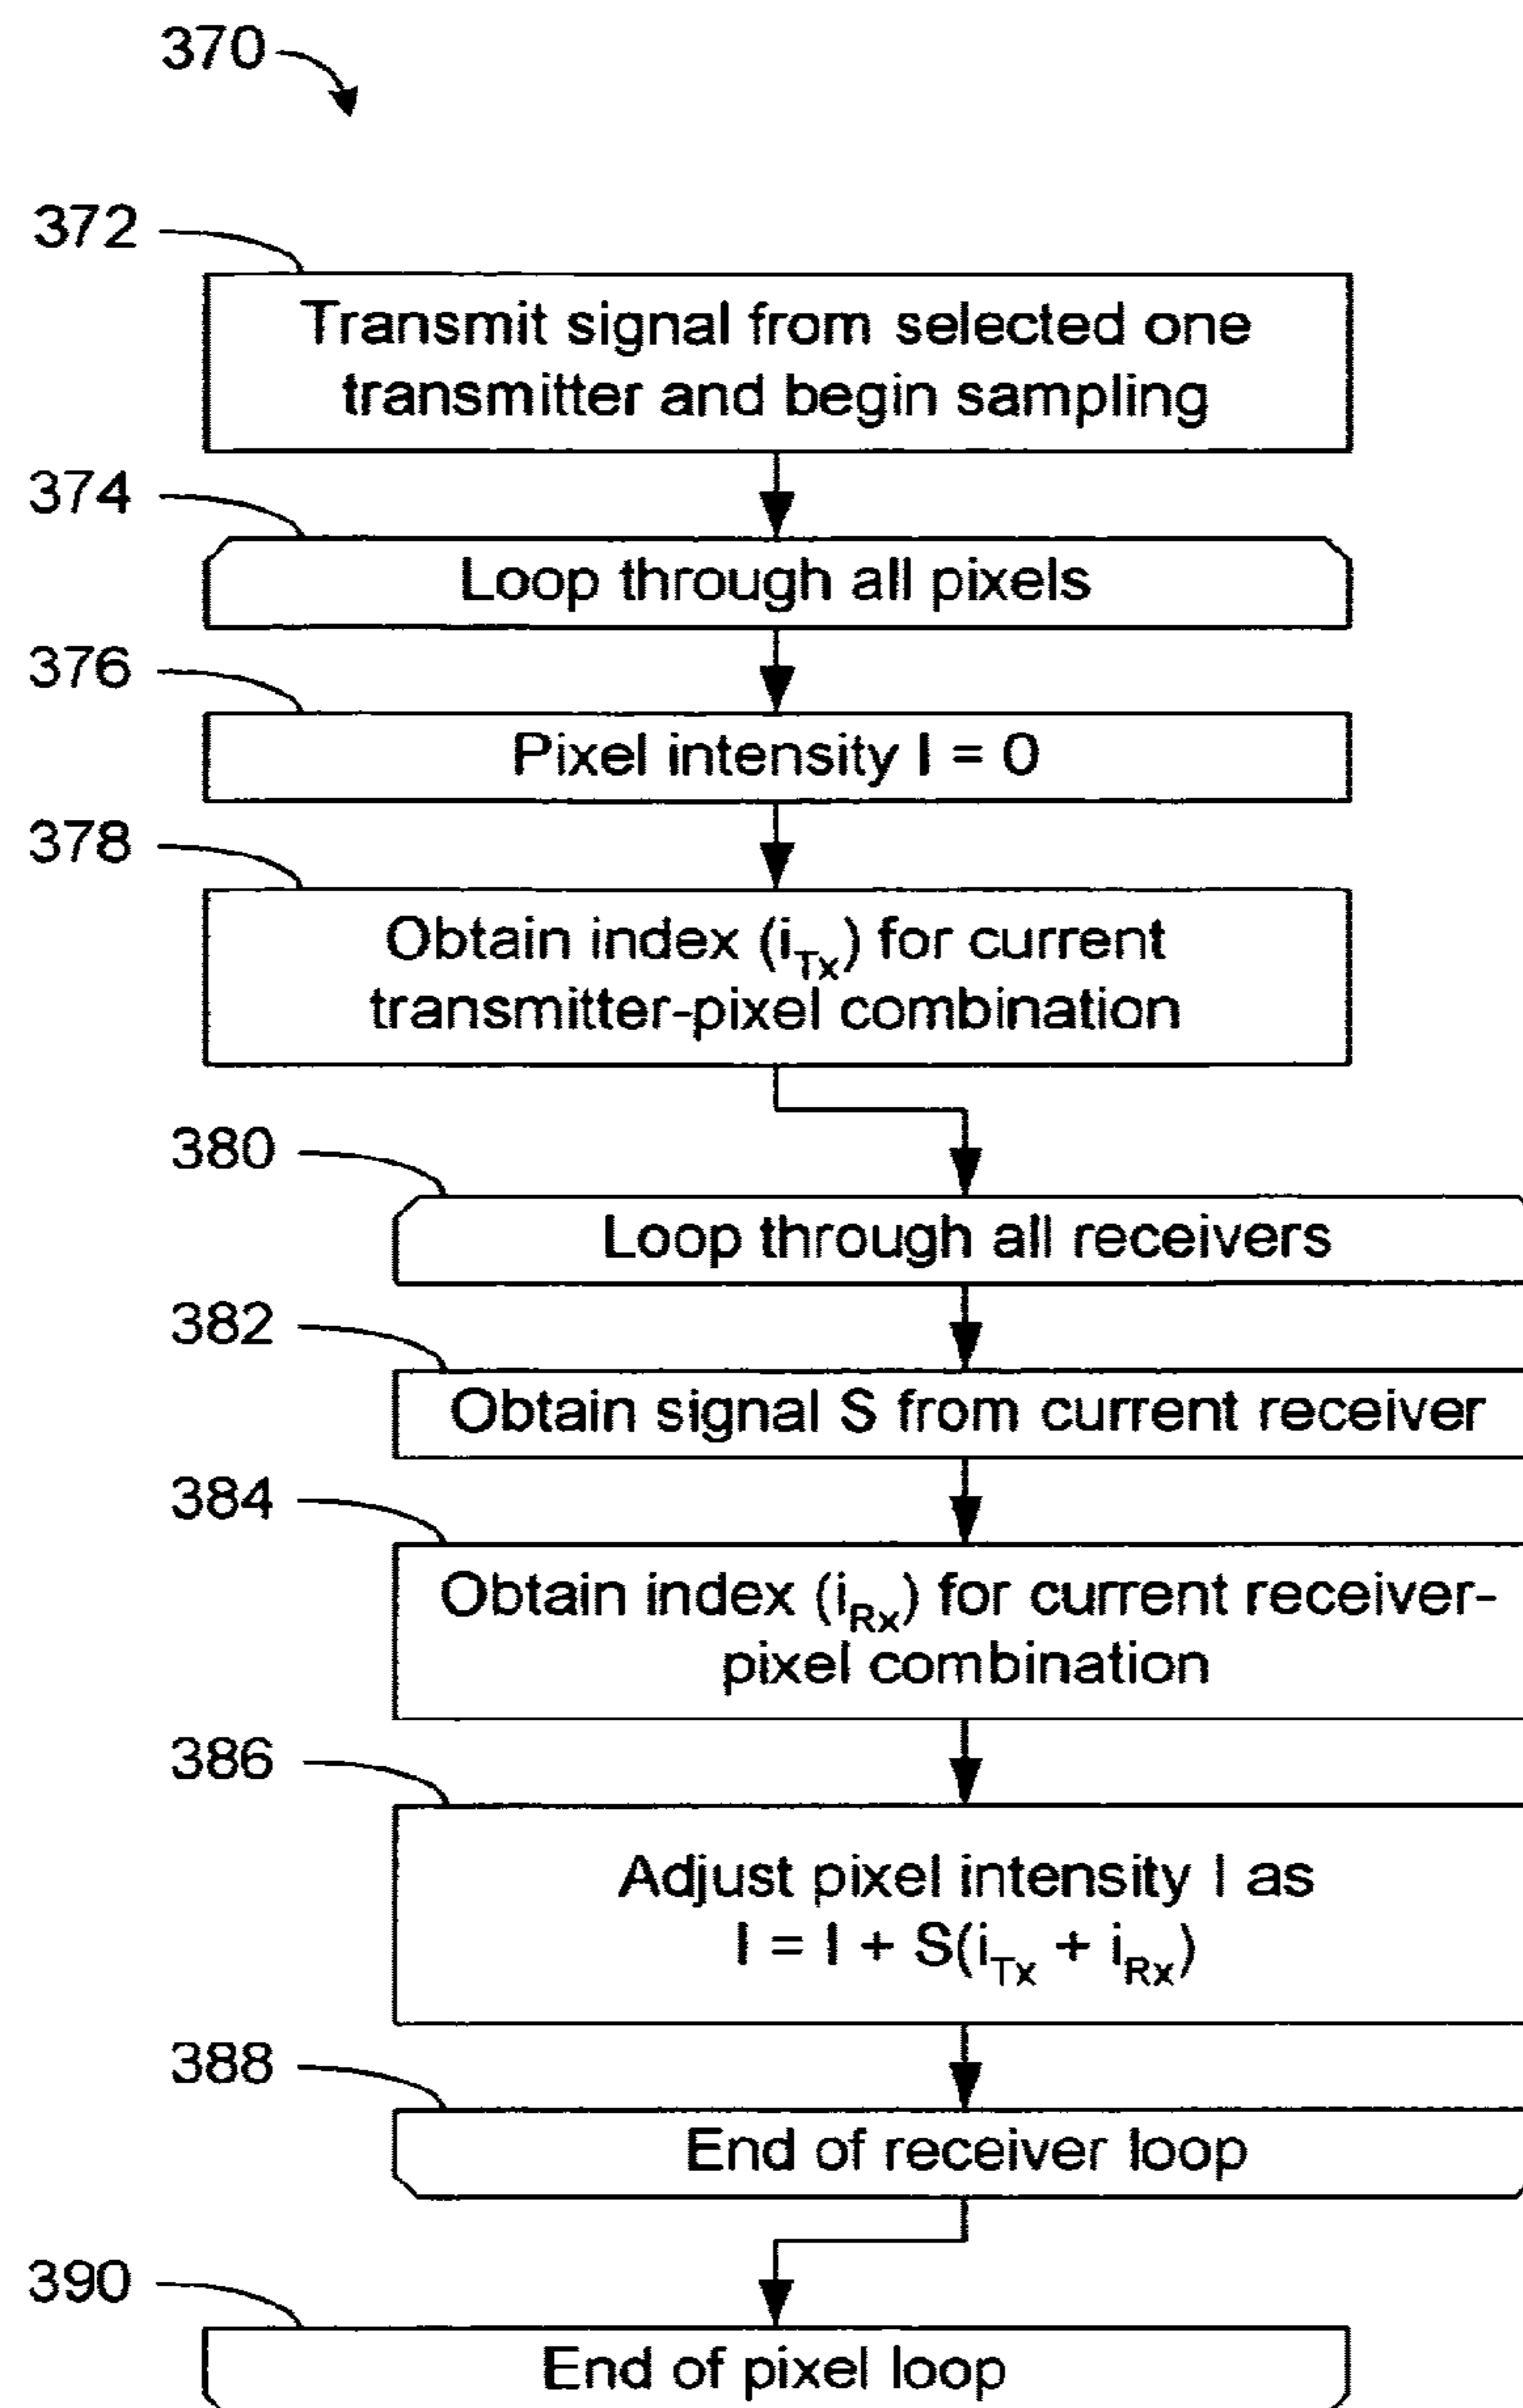 370
372
Transmit signal from selected one
transmitter and begin sampling
374
Loop through all pixels
376
Pixel intensity I = 0
378
Obtain index (iTx) for current
transmitter-pixel combination
380
Loop through all receivers
382
Obtain signal S from current receiver
384
Obtain index (iRx) for current receiver-
pixel combination
386
Adjust pixel intensity I as
I = I + S(iTx + iRx)
388
End of receiver loop
390
End of pixel loop